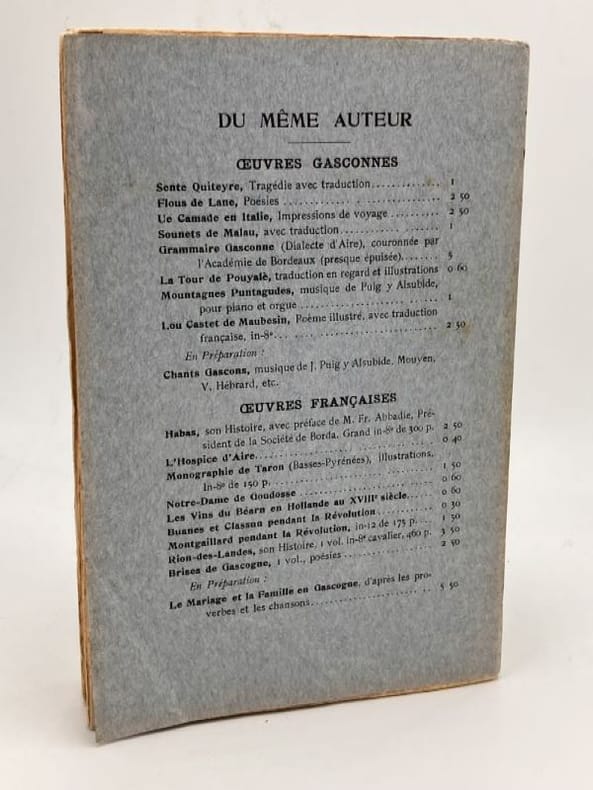 DU MÊME AUTEUR
ŒUVRES GASCONNES
Sente Quiteyre, Tragédie avec traduction............. 1
Flous de Lane, Poésies ................................ 2 50
Ue Camade en Italie, Impressions de voyage .......... 2 50
Sounets de Malau, avec traduction................... 1
Grammaire Gasconne (Dialecte d'Aire), couronnée par
l'Académie de Bordeaux (presque épuisée)....... 5
La Tour de Pouyalè, traduction en regard et illustrations 0 60
Mountagnes Puntagudes, musique de Puig y Alsubide,
pour piano et orgue ......................... 1
Lou Castet de Maubesin, Poème illustré, avec traduction
française, in-8°................................ 2 50
En Préparation :
Chants Gascons, musique de J. Puig y Alsubide, Mouyen,
V. Hébrard, etc.
ŒUVRES FRANÇAISES
Habas, son Histoire, avec préface de M. Fr. Abbadie, Pré-
sident de la Société de Borda. Grand in-8° de 300 p. 2 50
L'Hospice d'Aire.................................... 0 40
Monographie de Taron (Basses-Pyrénées), illustrations,
In-8° de 150 p................................. 1 50
Notre-Dame de Goudosse ........................... 0 60
Les Vins du Béarn en Hollande au XVIIIe siècle..... 0 60
Buanes et Classun pendant la Révolution ........... 0 30
Montgaillard pendant la Révolution, in-12 de 175 p. ... 1 50
Rion-des-Landes, son Histoire, 1 vol. in-8° cavalier, 460 p. 3 50
Brises de Gascogne, 1 vol., poésies .................. 2 50
En Préparation :
Le Mariage et la Famille en Gascogne, d'après les pro-
verbes et les chansons......................... 5 50